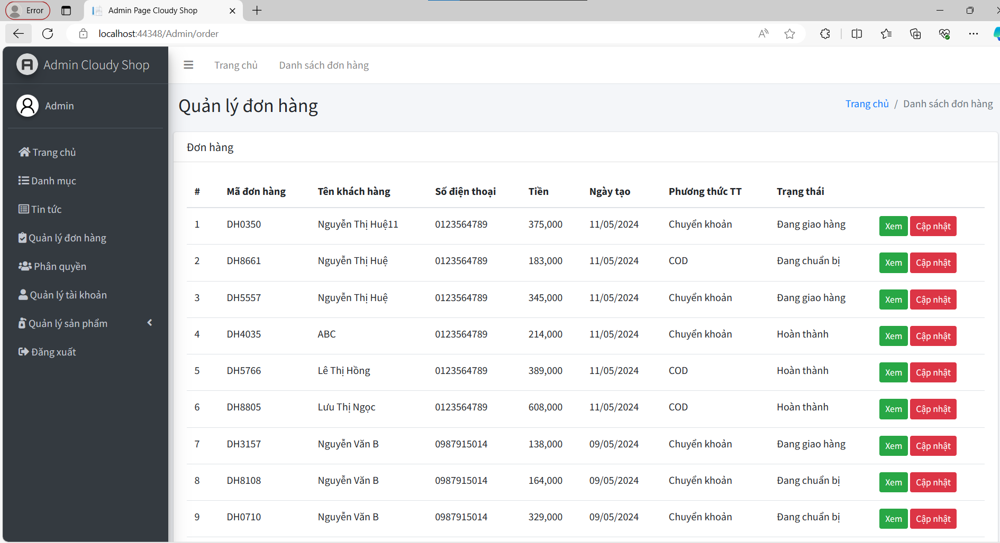 Error
Admin Page Cloudy Shop
localhost:44348/Admin/order
Admin Cloudy Shop
Admin
Trang chủ
Danh mục
Tin tức
Quản lý đơn hàng
Phân quyền
Quản lý tài khoản
Quản lý sản phẩm
Đăng xuất
Trang chủ Danh sách đơn hàng
Quản lý đơn hàng
Trang chủ / Danh sách đơn hàng
Đơn hàng
# Mã đơn hàng Tên khách hàng Số điện thoại Tiền Ngày tạo Phương thức TT Trạng thái
1 DH0350 Nguyễn Thị Huệ11 0123564789 375,000 11/05/2024 Chuyển khoản Đang giao hàng Xem Cập nhật
2 DH8661 Nguyễn Thị Huệ 0123564789 183,000 11/05/2024 COD Đang chuẩn bị Xem Cập nhật
3 DH5557 Nguyễn Thị Huệ 0123564789 345,000 11/05/2024 Chuyển khoản Đang giao hàng Xem Cập nhật
4 DH4035 ABC 0123564789 214,000 11/05/2024 Chuyển khoản Hoàn thành Xem Cập nhật
5 DH5766 Lê Thị Hồng 0123564789 389,000 11/05/2024 COD Hoàn thành Xem Cập nhật
6 DH8805 Lưu Thị Ngọc 0123564789 608,000 11/05/2024 COD Hoàn thành Xem Cập nhật
7 DH3157 Nguyễn Văn B 0987915014 138,000 09/05/2024 Chuyển khoản Đang giao hàng Xem Cập nhật
8 DH8108 Nguyễn Văn B 0987915014 164,000 09/05/2024 Chuyển khoản Đang chuẩn bị Xem Cập nhật
9 DH0710 Nguyễn Văn B 0987915014 329,000 09/05/2024 Chuyển khoản Đang chuẩn bị Xem Cập nhật